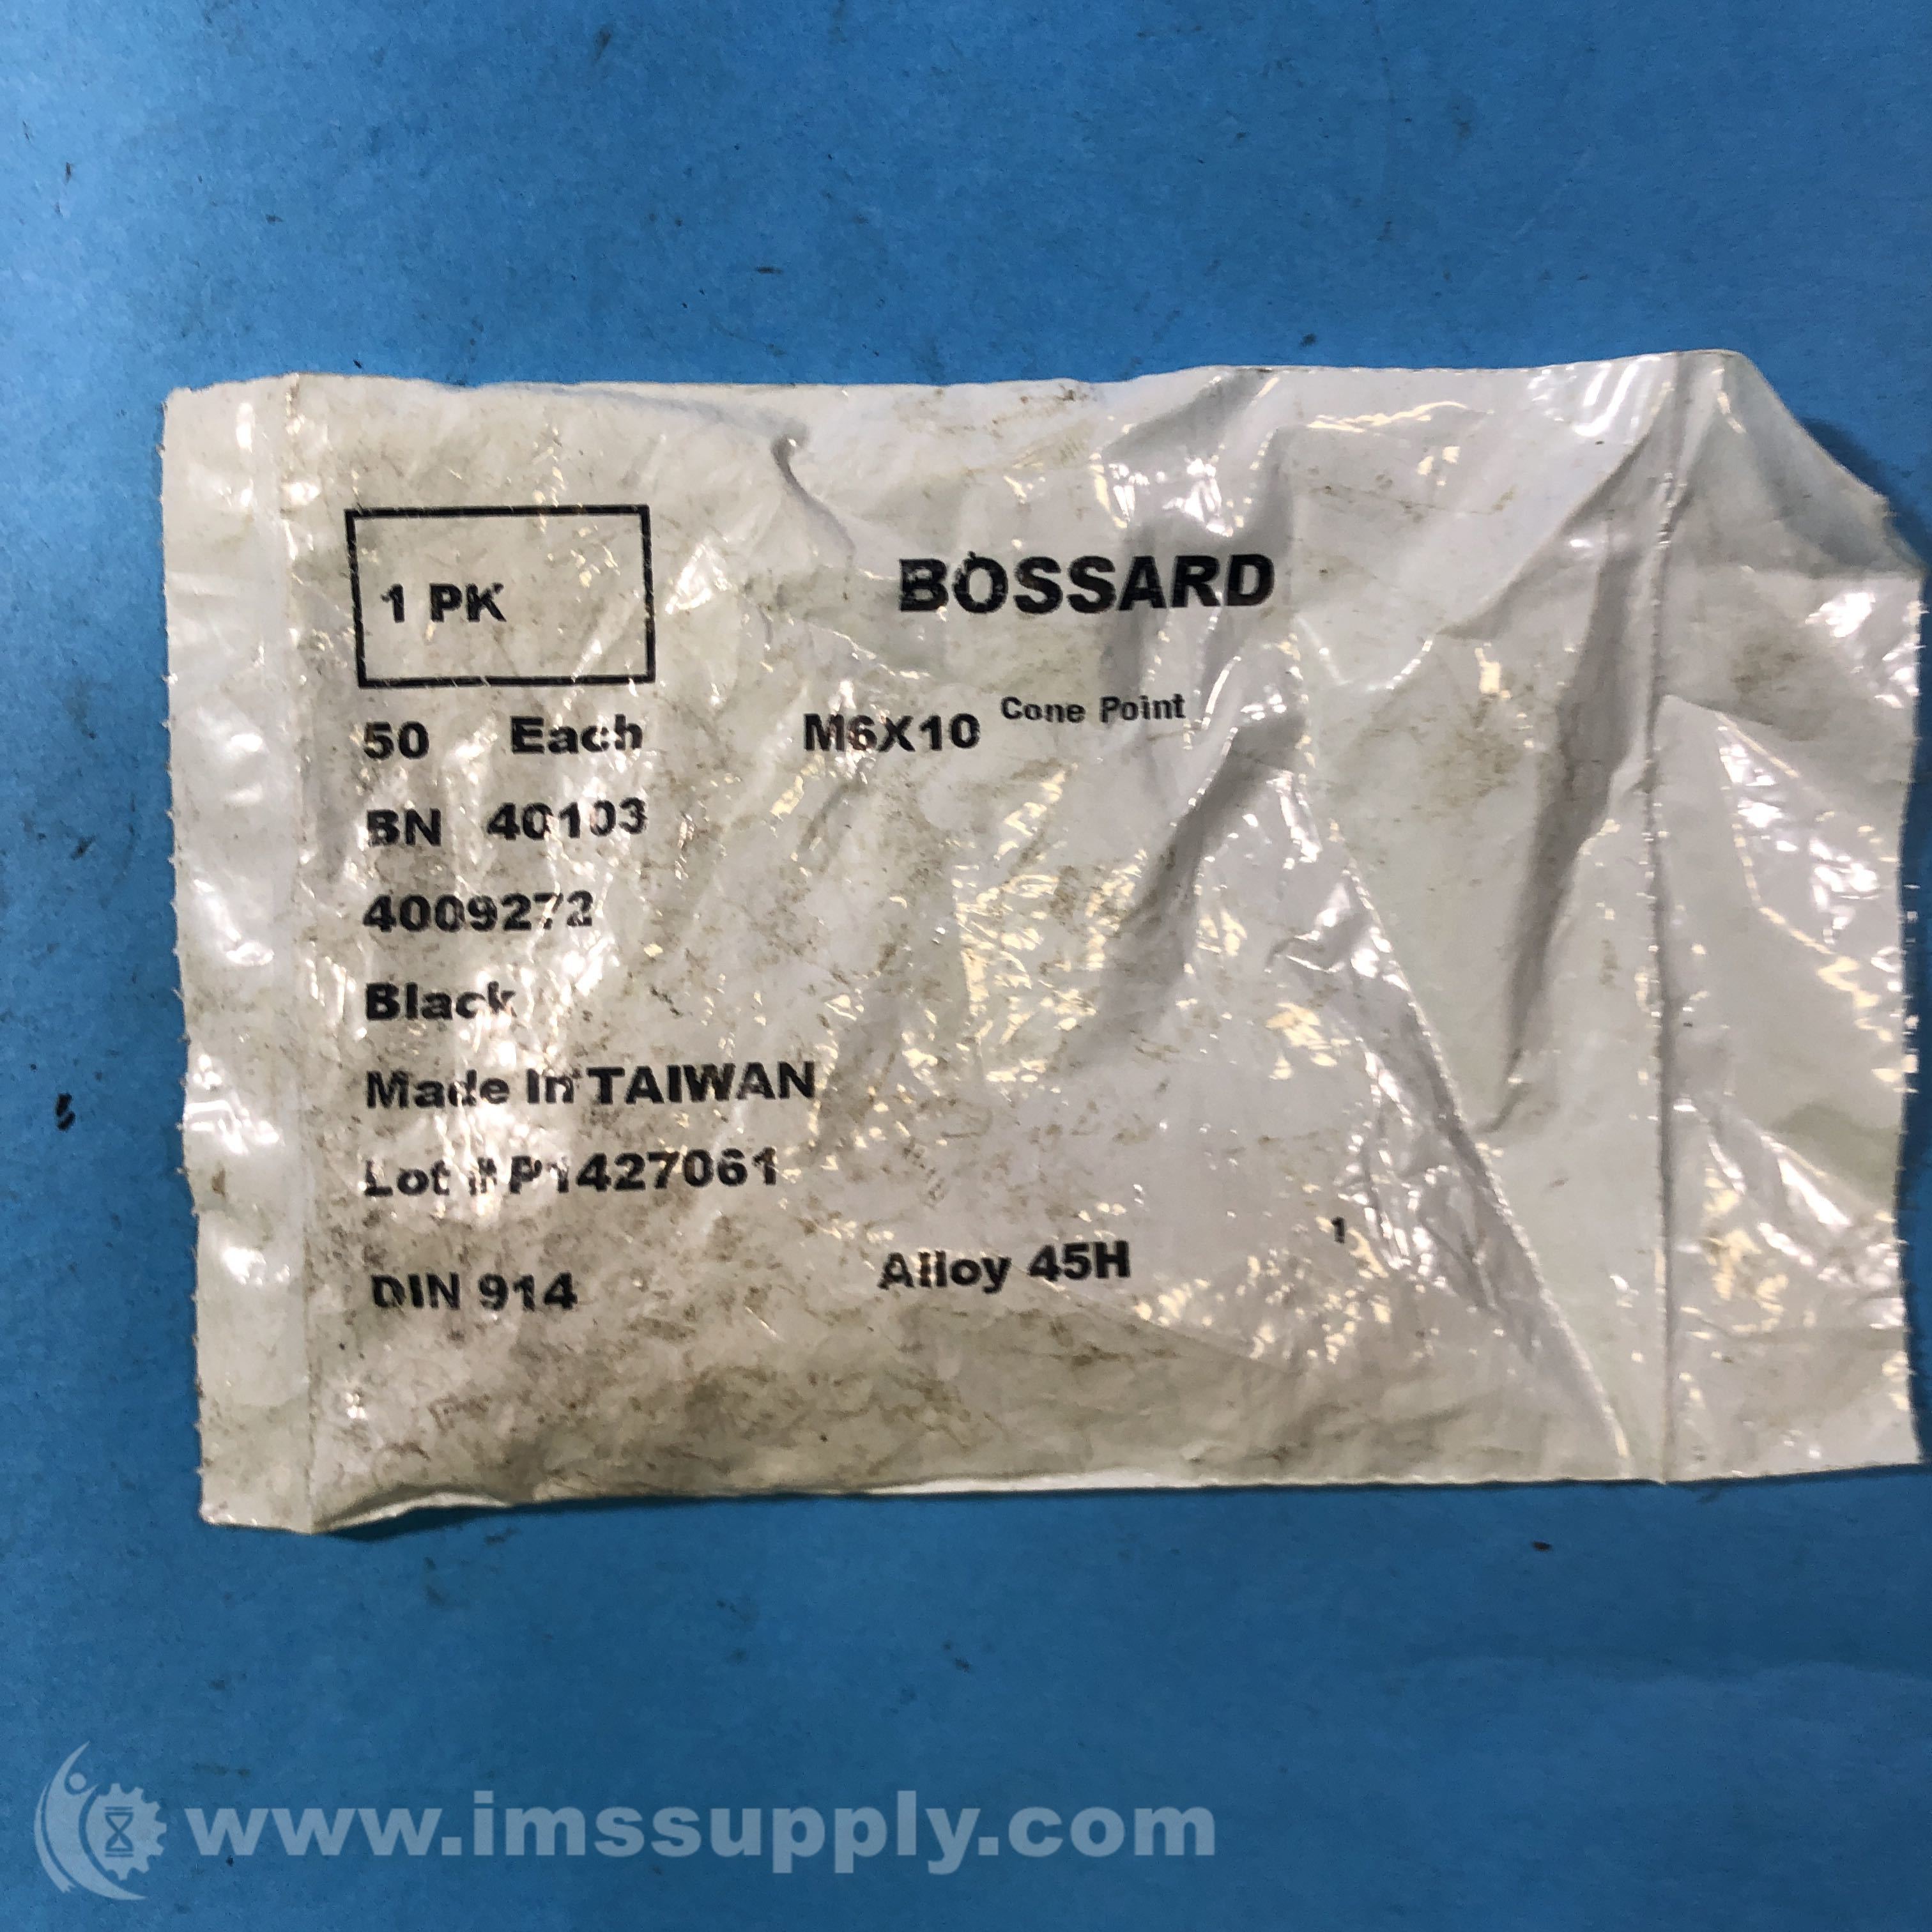 1 PK
BOSSARD
50 Each
M6X10 Cone Point
BN 40103
4009272
Black
Made In TAIWAN
Lot # P1427061
DIN 914
Alloy 45H
1
www.imssupply.com